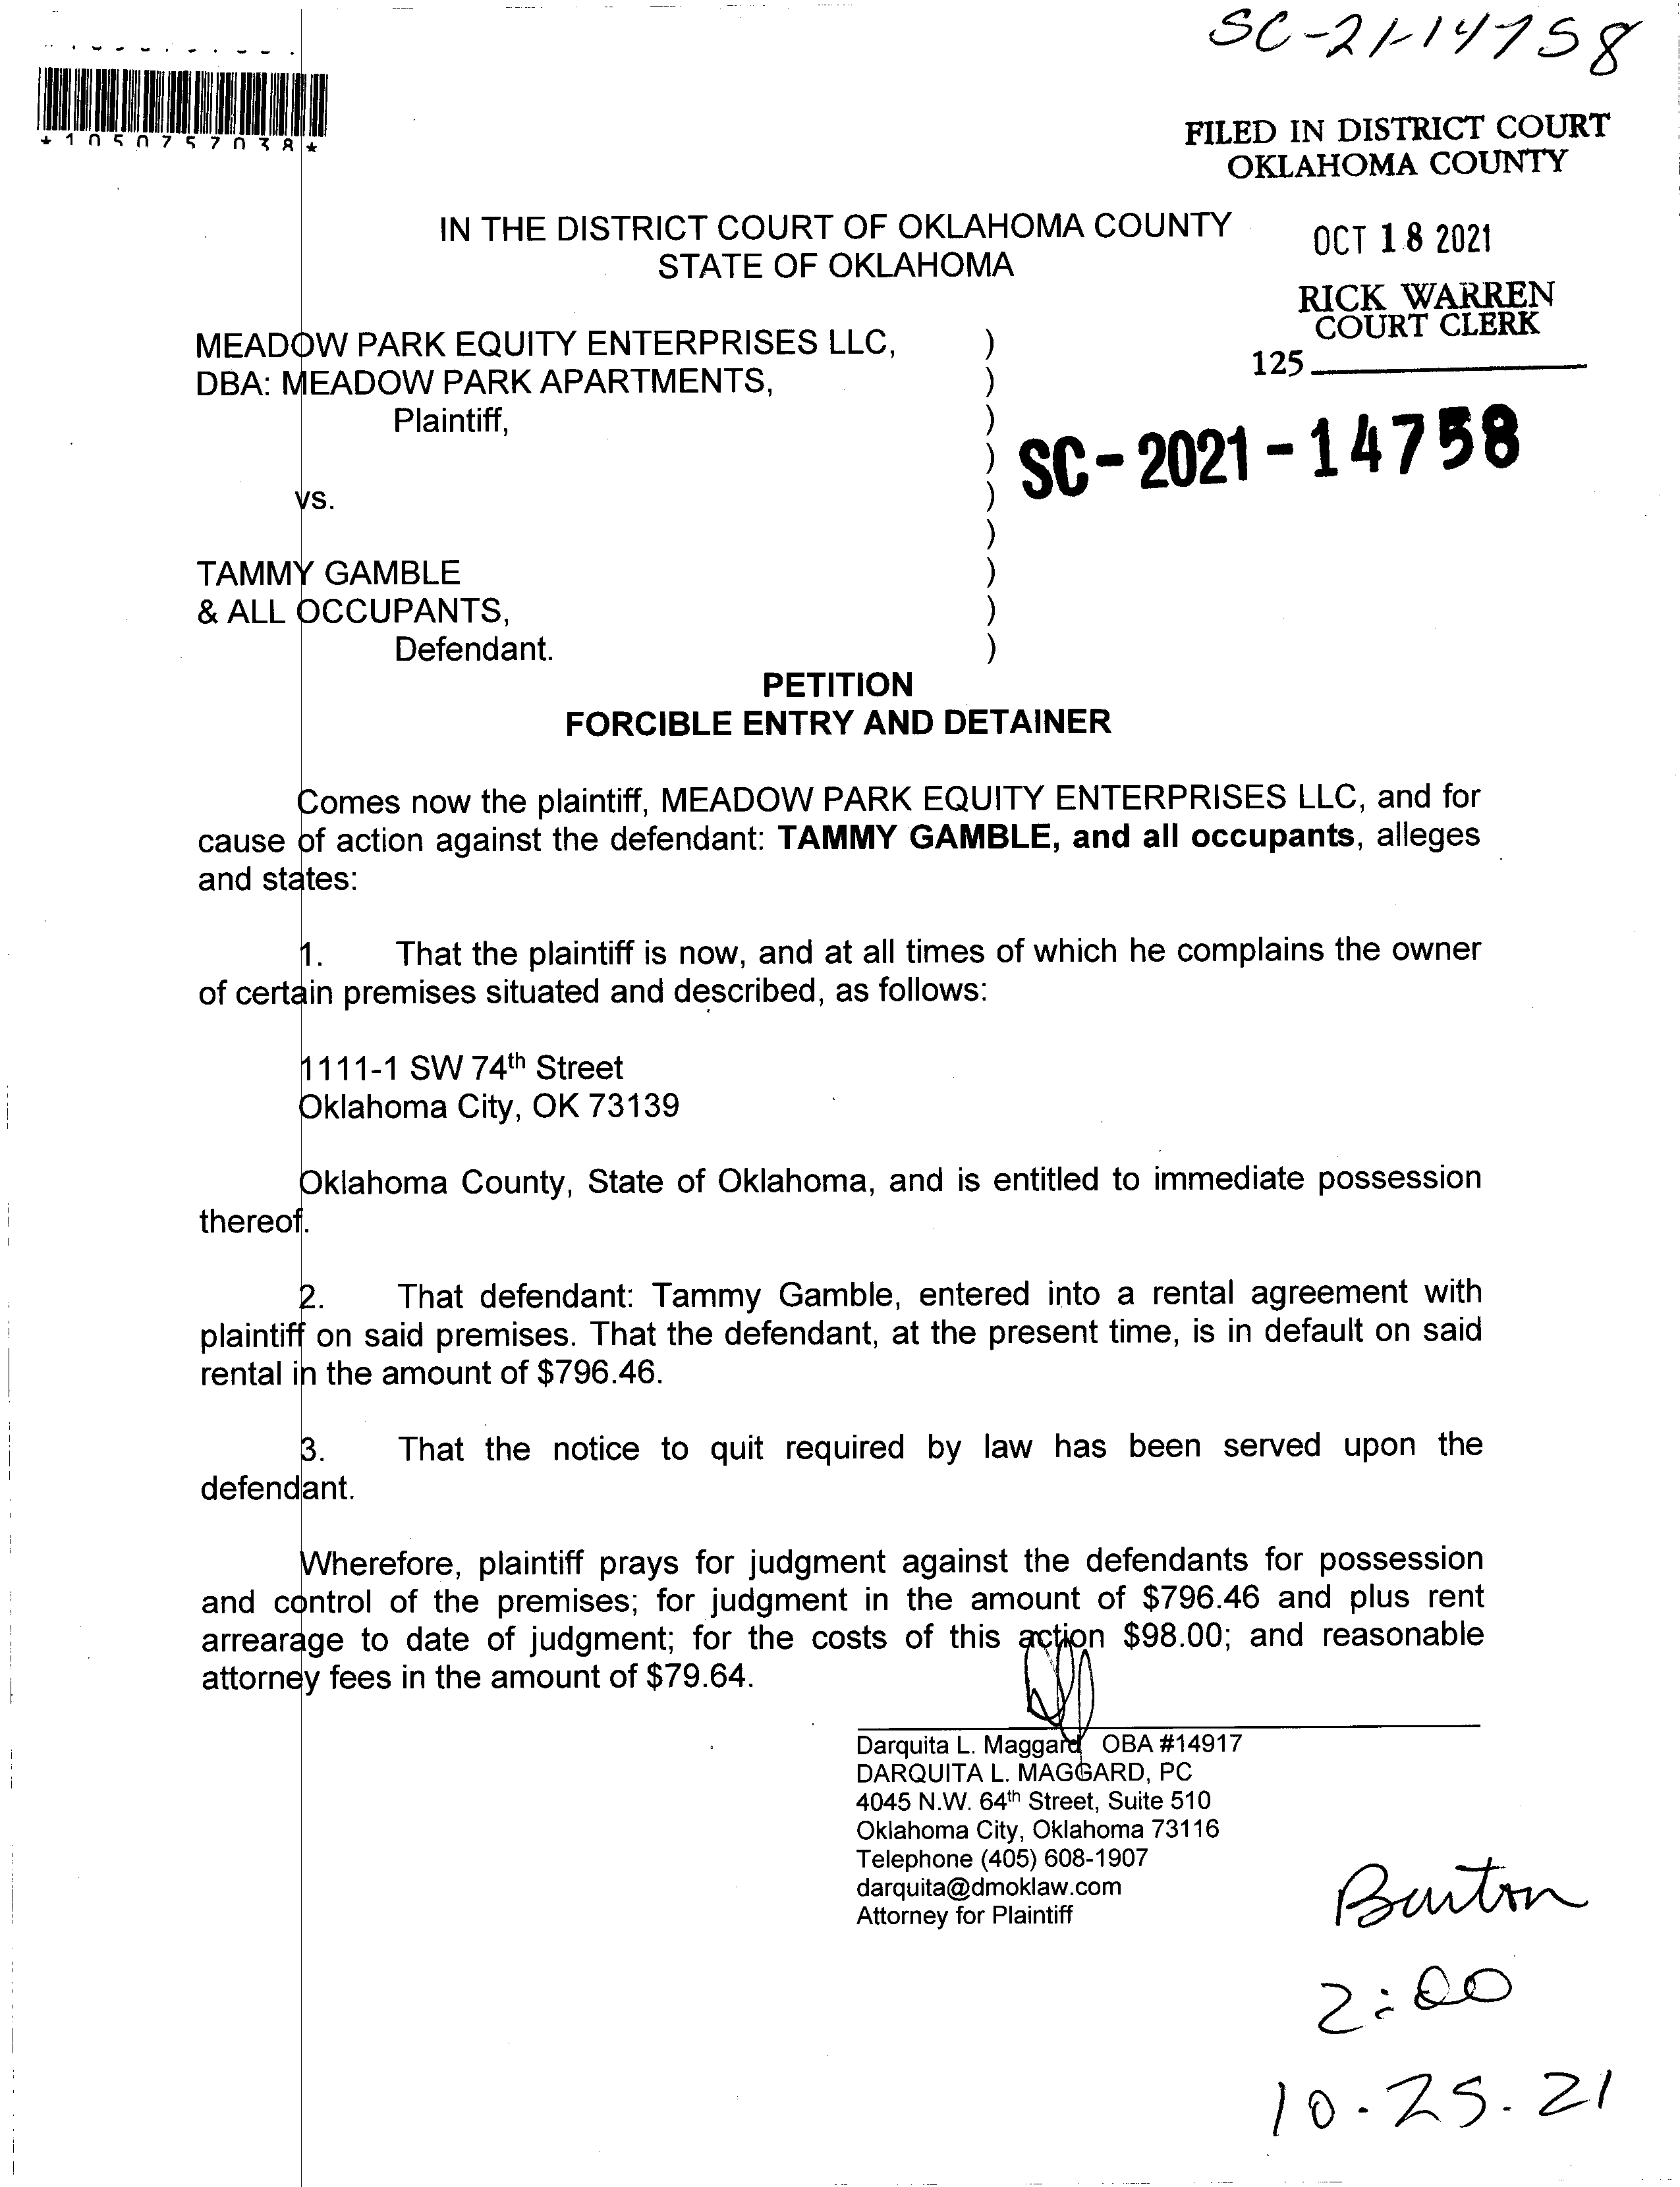 SC-21-14758
*1050757038*
FILED IN DISTRICT COURT
OKLAHOMA COUNTY
IN THE DISTRICT COURT OF OKLAHOMA COUNTY
STATE OF OKLAHOMA
OCT 18 2021
RICK WARREN
COURT CLERK
125
MEADOW PARK EQUITY ENTERPRISES LLC, )
DBA: MEADOW PARK APARTMENTS, )
Plaintiff, )
)
vs. )
)
TAMMY GAMBLE )
& ALL OCCUPANTS, )
Defendant. )
SC-2021-14758
PETITION
FORCIBLE ENTRY AND DETAINER
Comes now the plaintiff, MEADOW PARK EQUITY ENTERPRISES LLC, and for
cause of action against the defendant: TAMMY GAMBLE, and all occupants, alleges
and states:
1. That the plaintiff is now, and at all times of which he complains the owner
of certain premises situated and described, as follows:
1111-1 SW 74th Street
Oklahoma City, OK 73139
Oklahoma County, State of Oklahoma, and is entitled to immediate possession
thereof.
2. That defendant: Tammy Gamble, entered into a rental agreement with
plaintiff on said premises. That the defendant, at the present time, is in default on said
rental in the amount of $796.46.
3. That the notice to quit required by law has been served upon the
defendant.
Wherefore, plaintiff prays for judgment against the defendants for possession
and control of the premises; for judgment in the amount of $796.46 and plus rent
arrearage to date of judgment; for the costs of this action $98.00; and reasonable
attorney fees in the amount of $79.64.
Darquita L. Maggard OBA #14917
DARQUITA L. MAGGARD, PC
4045 N.W. 64th Street, Suite 510
Oklahoma City, Oklahoma 73116
Telephone (405) 608-1907
darquita@dmoklaw.com
Attorney for Plaintiff
Burton
2:00
10.25.21